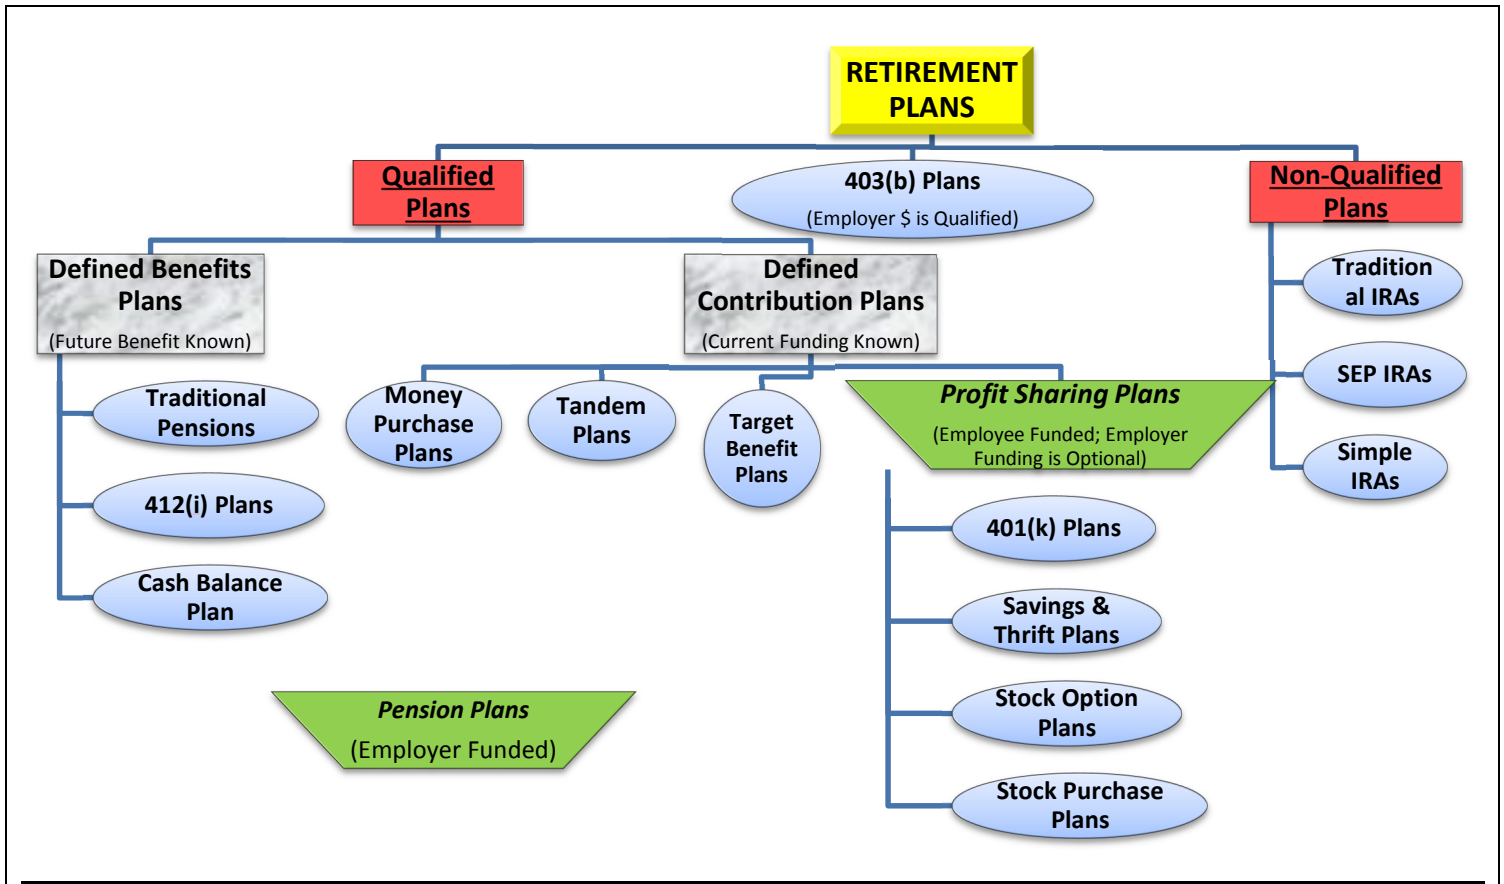 RETIREMENT
PLANS
Qualified
Plans
403(b) Plans
(Employer $ is Qualified)
Non-Qualified
Plans
Defined Benefits
Plans
(Future Benefit Known)
Defined
Contribution Plans
(Current Funding Known)
Tradition
al IRAs
SEP IRAs
Simple
IRAs
Traditional
Pensions
412(i) Plans
Cash Balance
Plan
Money
Purchase
Plans
Tandem
Plans
Target
Benefit
Plans
Profit Sharing Plans
(Employee Funded; Employer
Funding is Optional)
401(k) Plans
Savings &
Thrift Plans
Stock Option
Plans
Stock Purchase
Plans
Pension Plans
(Employer Funded)